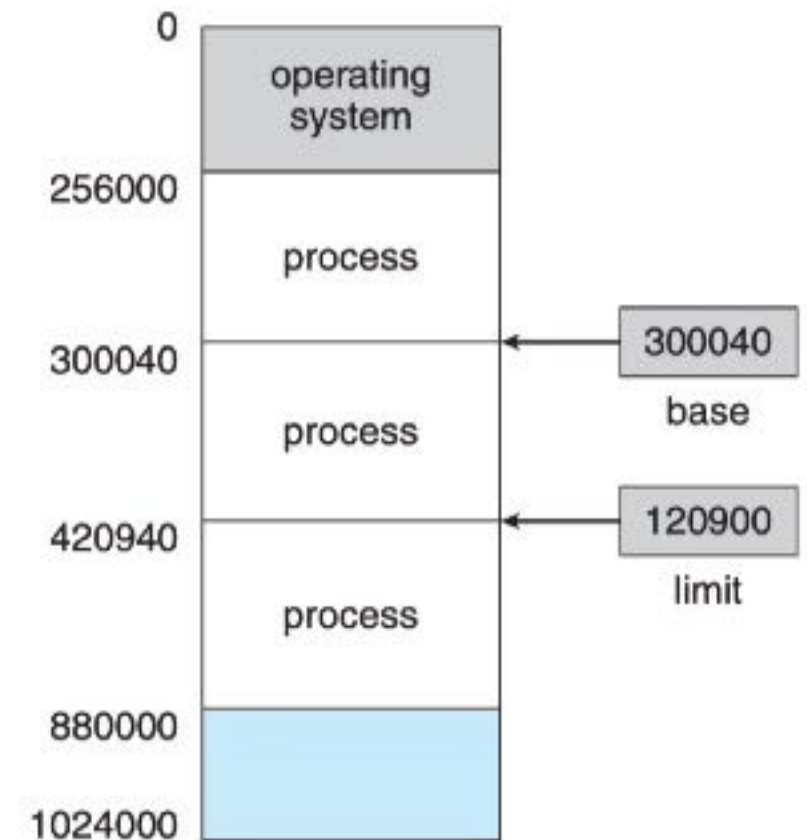 0
operating
system
256000
process
300040
300040
base
process
420940
120900
limit
process
880000
1024000